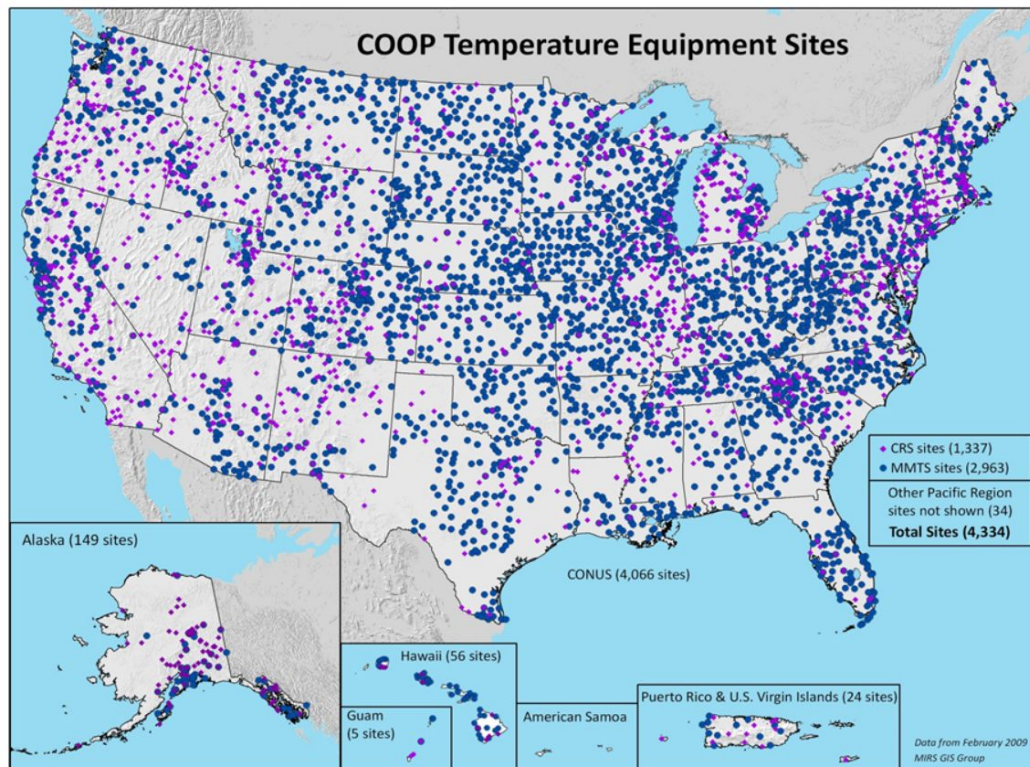 COOP Temperature Equipment Sites
CRS sites (1,337)
MMTS sites (2,963)
Other Pacific Region
sites not shown (34)
Total Sites (4,334)
CONUS (4,066 sites)
Alaska (149 sites)
Hawaii (56 sites)
Guam
(5 sites)
American Samoa
Puerto Rico & U.S. Virgin Islands (24 sites)
Data from February 2009
MIRS GIS Group